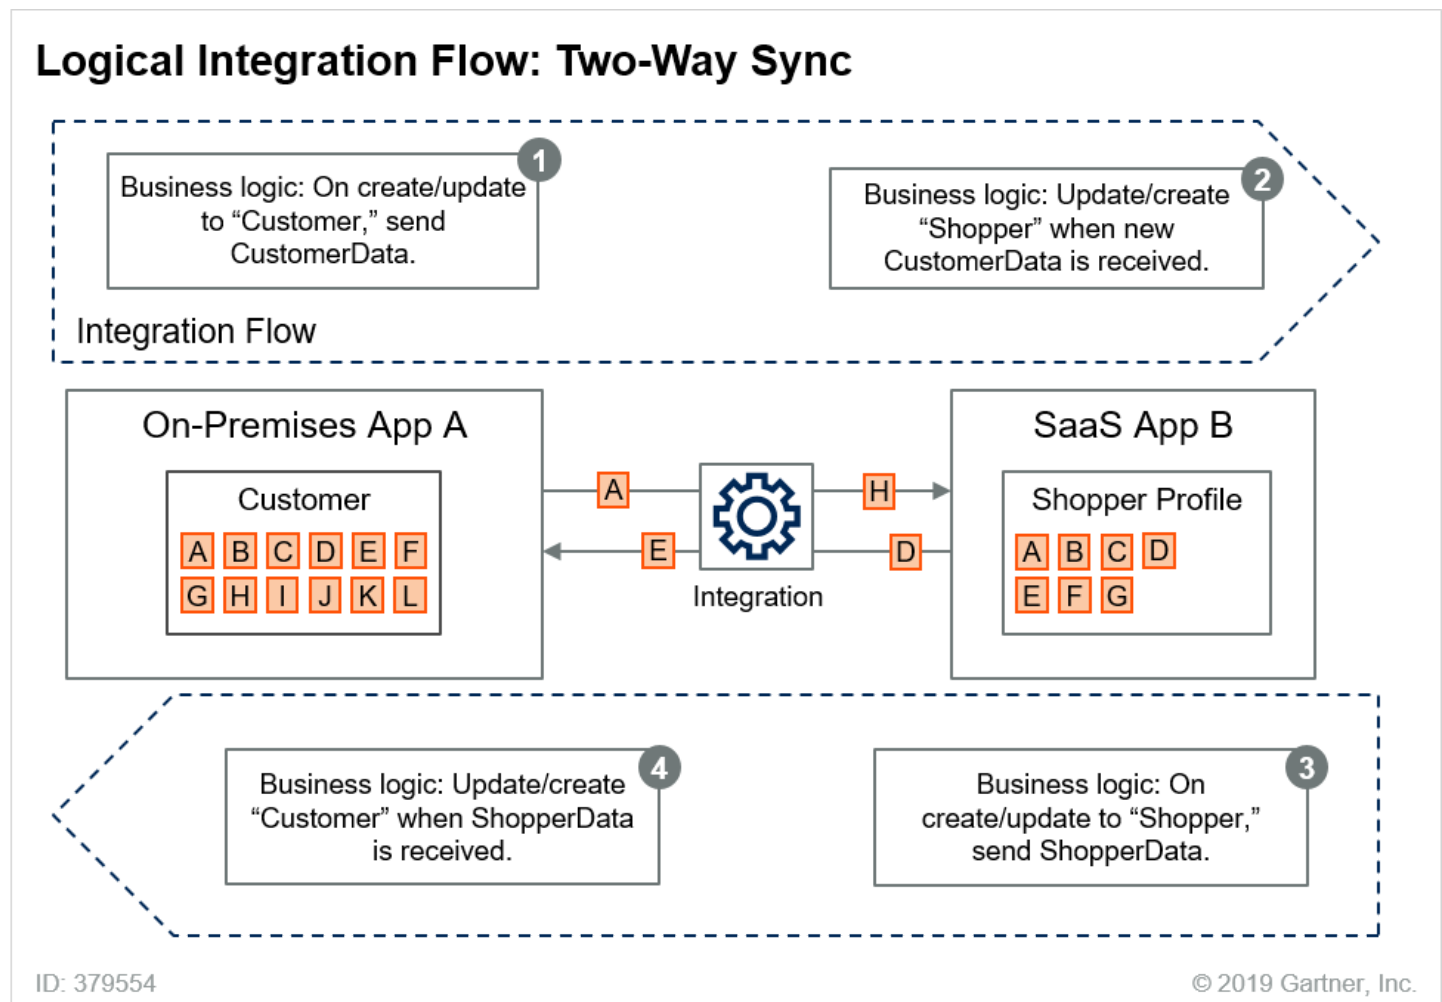 Logical Integration Flow: Two-Way Sync
1
Business logic: On create/update
to “Customer,” send
CustomerData.
2
Business logic: Update/create
“Shopper” when new
CustomerData is received.
Integration Flow
On-Premises App A
Customer
A B C D E F
G H I J K L
A
H
E
D
Integration
SaaS App B
Shopper Profile
A B C D
E F G
4
Business logic: Update/create
“Customer” when ShopperData
is received.
3
Business logic: On
create/update to “Shopper,”
send ShopperData.
ID: 379554
© 2019 Gartner, Inc.